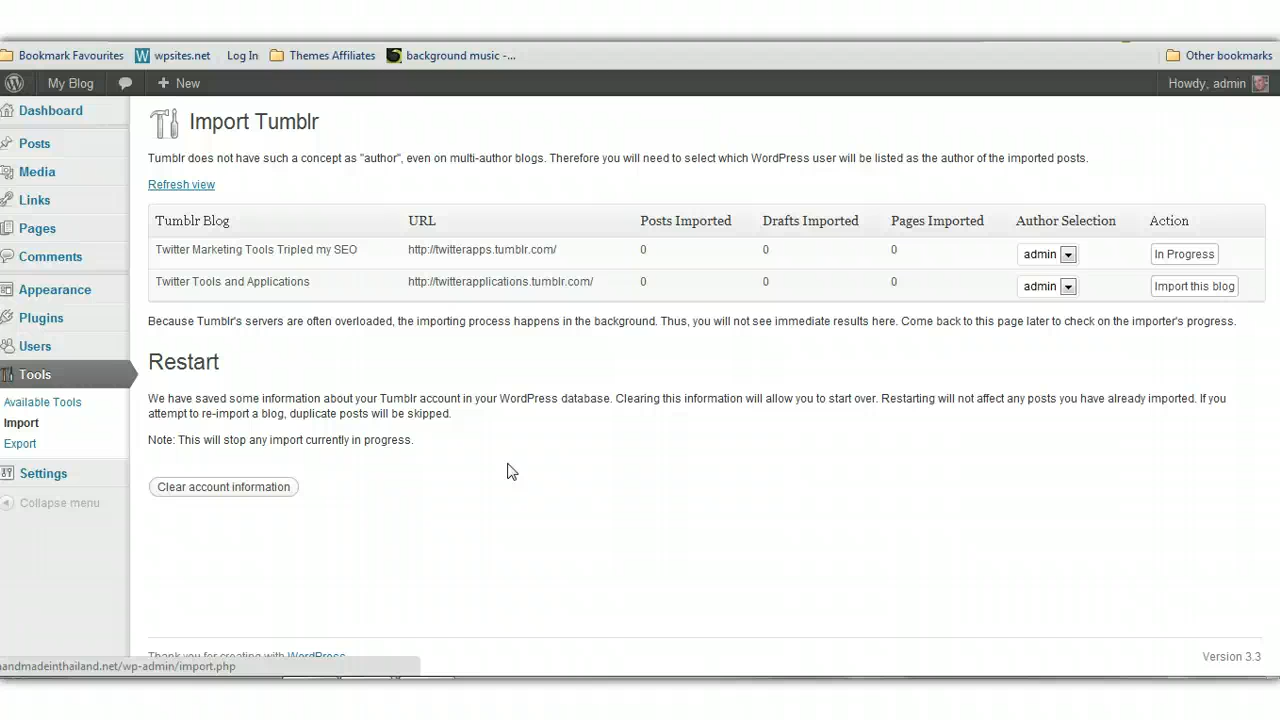 Bookmark Favourites wpsites.net Log In Themes Affiliates background music -... Other bookmarks
My Blog New Howdy, admin
Dashboard
Posts
Media
Links
Pages
Comments
Appearance
Plugins
Users
Tools
Available Tools
Import
Export
Settings
Collapse menu
Import Tumblr
Tumblr does not have such a concept as "author", even on multi-author blogs. Therefore you will need to select which WordPress user will be listed as the author of the imported posts.
Refresh view
Tumblr Blog URL Posts Imported Drafts Imported Pages Imported Author Selection Action
Twitter Marketing Tools Tripled my SEO http://twitterapps.tumblr.com/ 0 0 0 admin In Progress
Twitter Tools and Applications http://twitterapplications.tumblr.com/ 0 0 0 admin Import this blog
Because Tumblr's servers are often overloaded, the importing process happens in the background. Thus, you will not see immediate results here. Come back to this page later to check on the importer's progress.
Restart
We have saved some information about your Tumblr account in your WordPress database. Clearing this information will allow you to start over. Restarting will not affect any posts you have already imported. If you
attempt to re-import a blog, duplicate posts will be skipped.
Note: This will stop any import currently in progress.
Clear account information
Thank you for creating with WordPress Version 3.3
andmadeinthailand.net/wp-admin/import.php